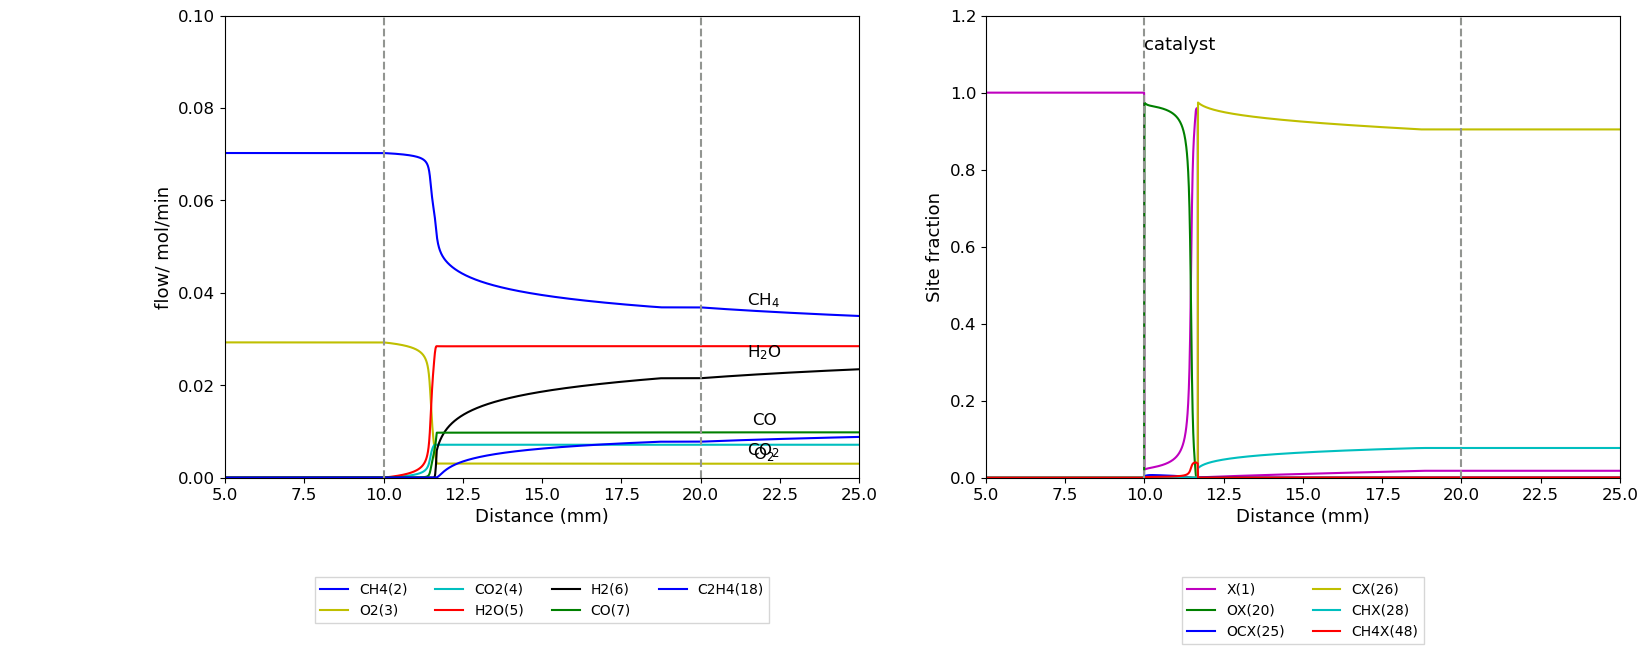 0.10
0.08
0.06
0.04
0.02
0.00
flow/ mol/min
CH₄
H₂O
CO
CO₂
O₂
5.0 7.5 10.0 12.5 15.0 17.5 20.0 22.5 25.0
Distance (mm)
CH4(2) CO2(4) H2(6) C2H4(18)
O2(3) H2O(5) CO(7)
1.2
1.0
0.8
0.6
0.4
0.2
0.0
Site fraction
catalyst
5.0 7.5 10.0 12.5 15.0 17.5 20.0 22.5 25.0
Distance (mm)
X(1) CX(26)
OX(20) CHX(28)
OCX(25) CH4X(48)